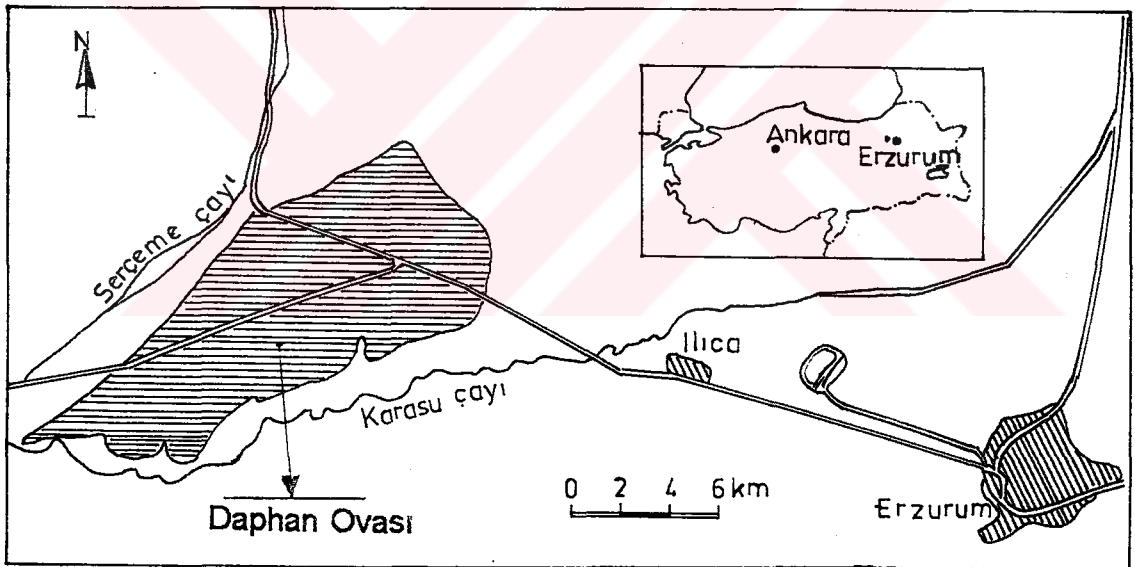 N
Ankara
Erzurum
Serçeme çayı
Ilıca
Karasu çayı
0 2 4 6 km
Erzurum
Daphan Ovası